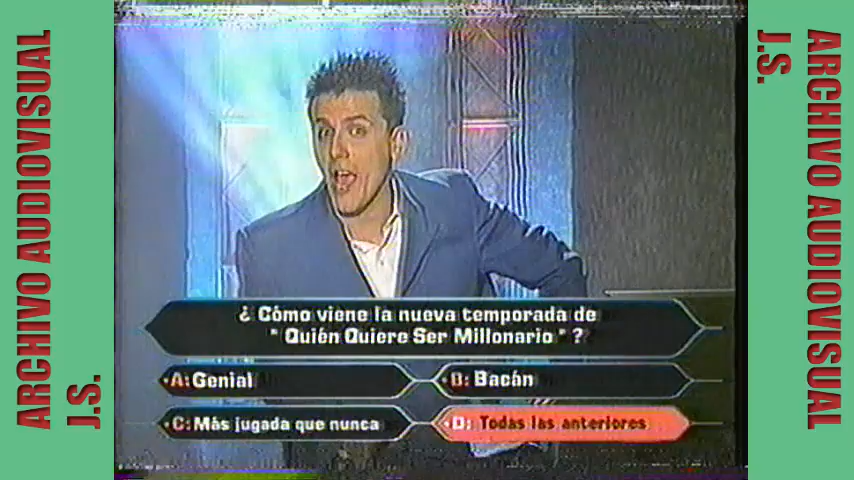 ARCHIVO AUDIOVISUAL
J.S.
¿ Cómo viene la nueva temporada de
" Quién Quiere Ser Millonario " ?
A: Genial
B: Bacán
C: Más jugada que nunca
D: Todas las anteriores
ARCHIVO AUDIOVISUAL
J.S.